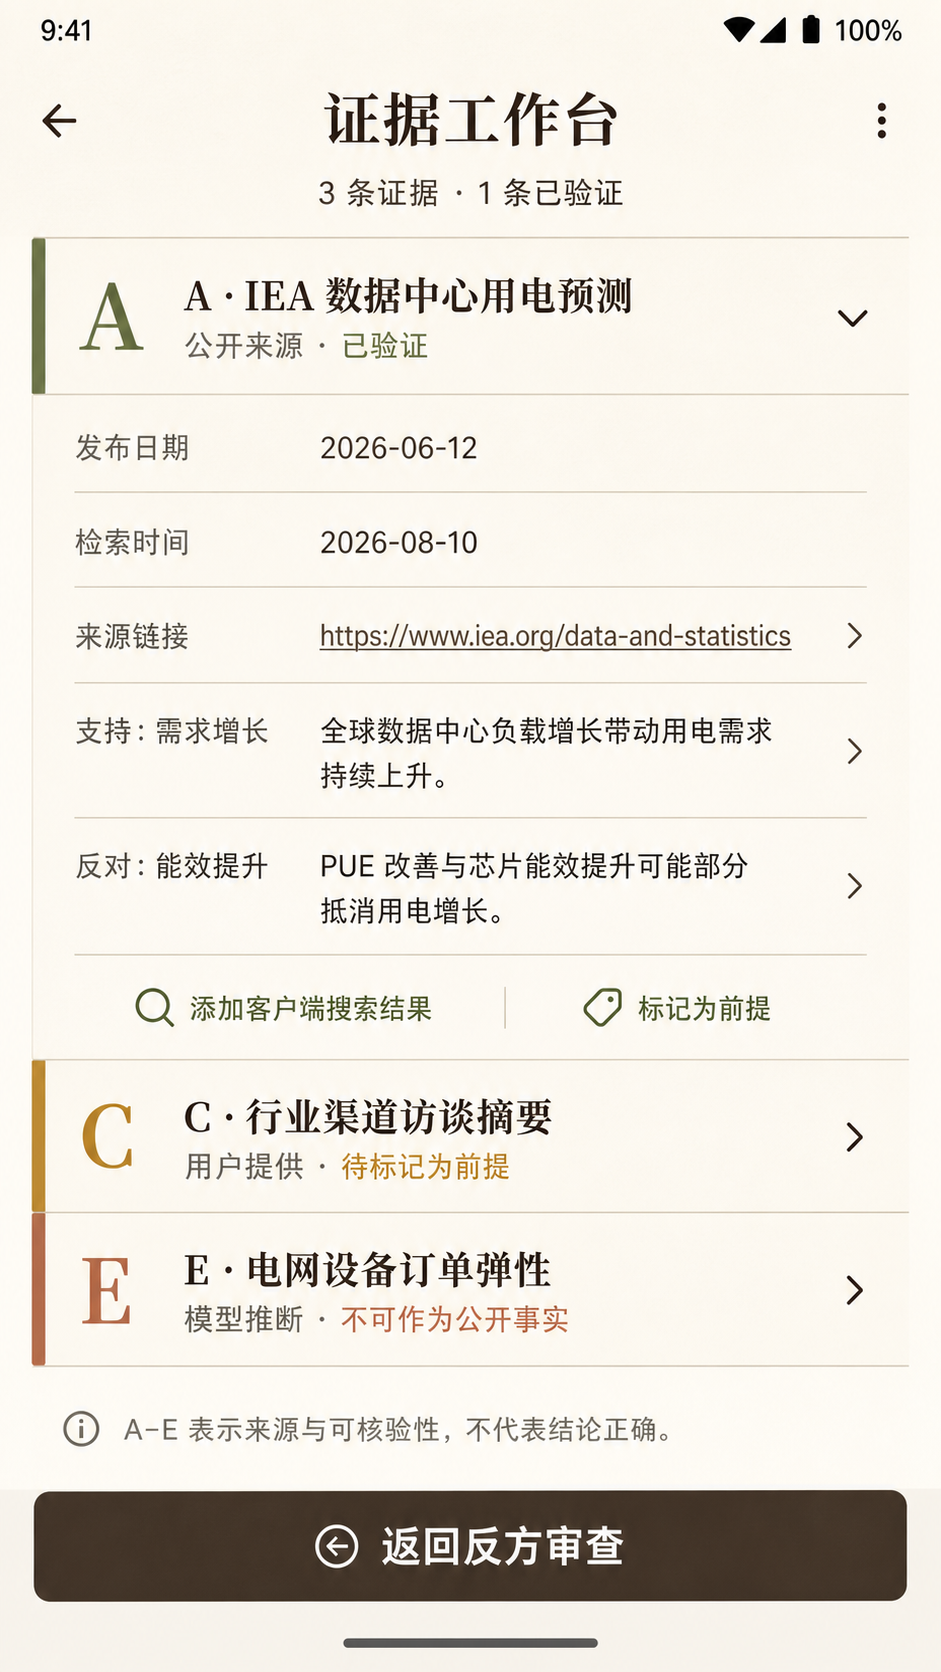 9:41
100%
证据工作台
3 条证据 · 1 条已验证
A
A · IEA 数据中心用电预测
公开来源 · 已验证
发布日期 2026-06-12
检索时间 2026-08-10
来源链接 https://www.iea.org/data-and-statistics
支持：需求增长 全球数据中心负载增长带动用电需求
持续上升。
反对：能效提升 PUE 改善与芯片能效提升可能部分
抵消用电增长。
添加客户端搜索结果
标记为前提
C
C · 行业渠道访谈摘要
用户提供 · 待标记为前提
E
E · 电网设备订单弹性
模型推断 · 不可作为公开事实
A–E 表示来源与可核验性，不代表结论正确。
返回反方审查